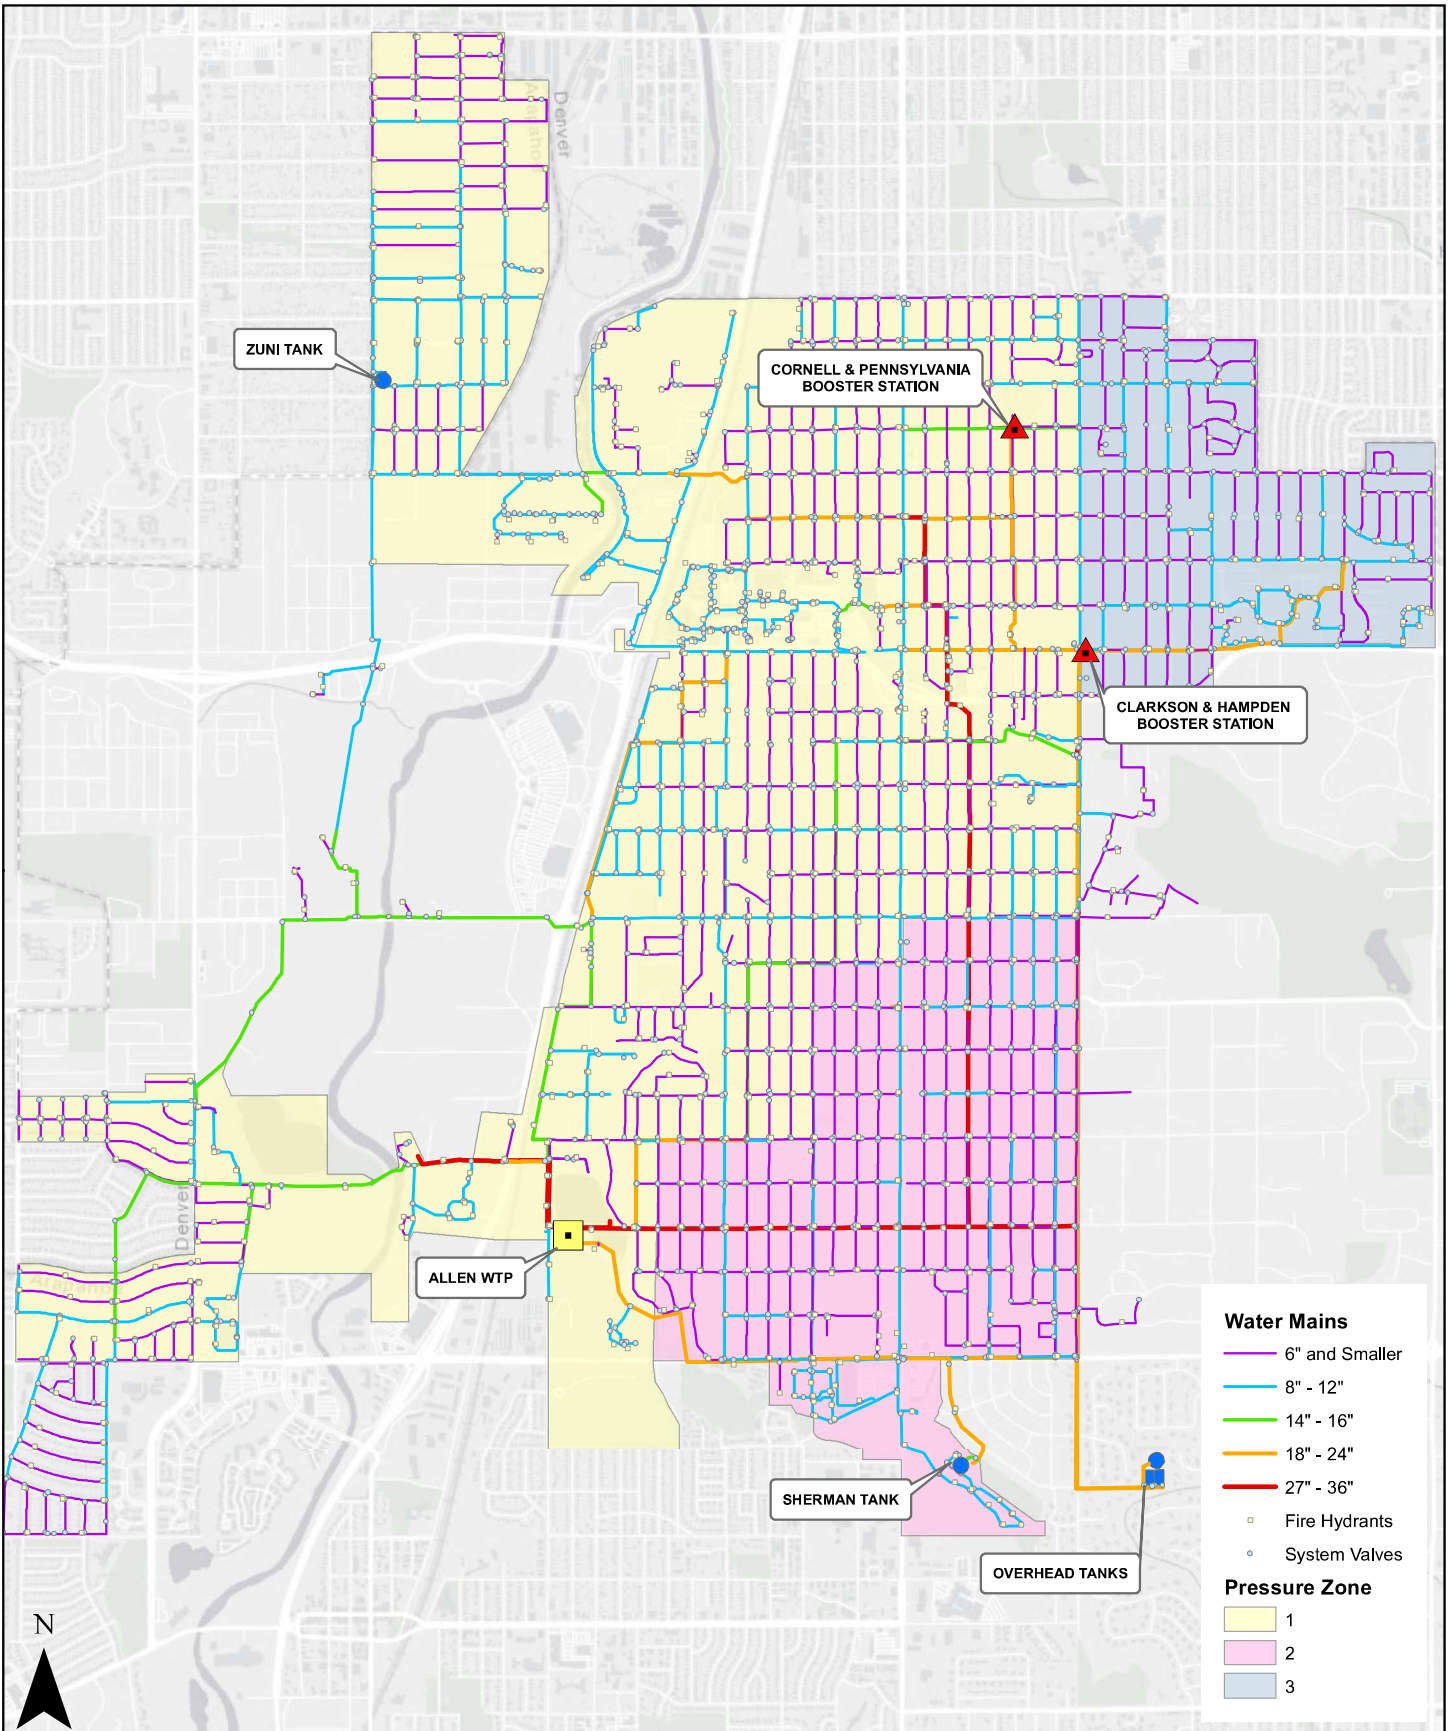 Denver
Arapahoe
ZUNI TANK
CORNELL & PENNSYLVANIA
BOOSTER STATION
CLARKSON & HAMPDEN
BOOSTER STATION
Denver
Arapahoe
ALLEN WTP
SHERMAN TANK
OVERHEAD TANKS
N
Water Mains
6" and Smaller
8" - 12"
14" - 16"
18" - 24"
27" - 36"
Fire Hydrants
System Valves
Pressure Zone
1
2
3